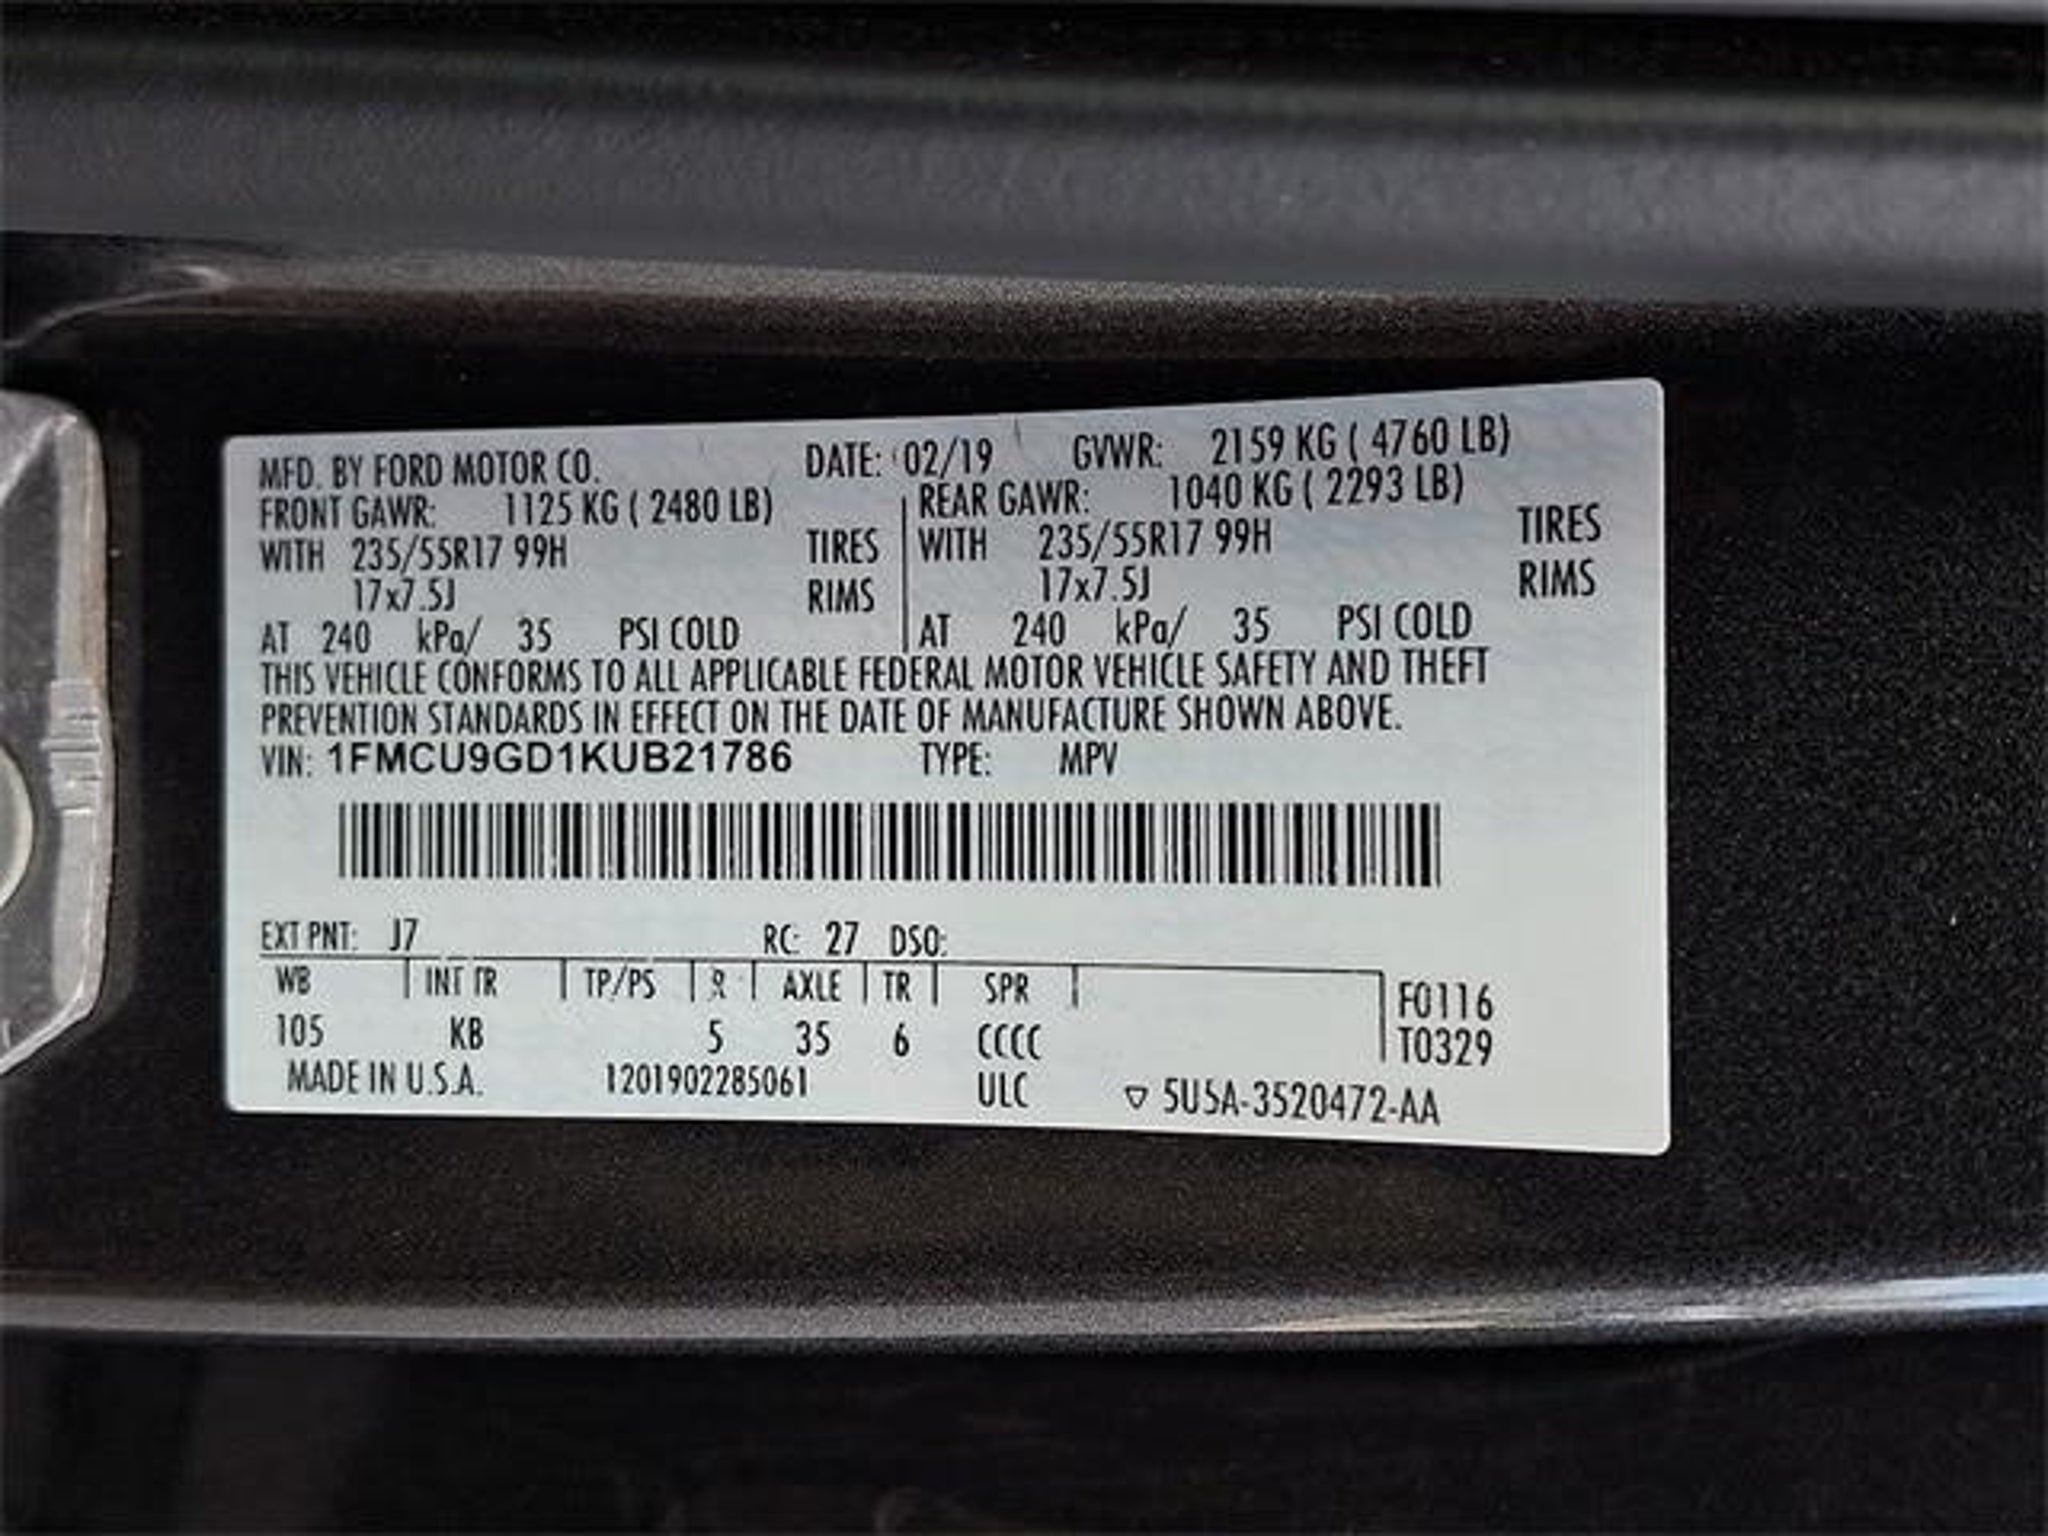 MFD. BY FORD MOTOR CO. DATE: 02/19 GVWR: 2159 KG ( 4760 LB)
FRONT GAWR: 1125 KG ( 2480 LB) REAR GAWR: 1040 KG ( 2293 LB)
WITH 235/55R17 99H TIRES WITH 235/55R17 99H TIRES
17x7.5J RIMS 17x7.5J RIMS
AT 240 kPa/ 35 PSI COLD AT 240 kPa/ 35 PSI COLD
THIS VEHICLE CONFORMS TO ALL APPLICABLE FEDERAL MOTOR VEHICLE SAFETY AND THEFT
PREVENTION STANDARDS IN EFFECT ON THE DATE OF MANUFACTURE SHOWN ABOVE.
VIN: 1FMCU9GD1KUB21786 TYPE: MPV
EXT PNT: J7 RC: 27 DSO:
WB INT TR TP/PS R AXLE TR SPR F0116
105 KB 5 35 6 CCCC T0329
MADE IN U.S.A. 1201902285061 ULC ▽ 5U5A-3520472-AA